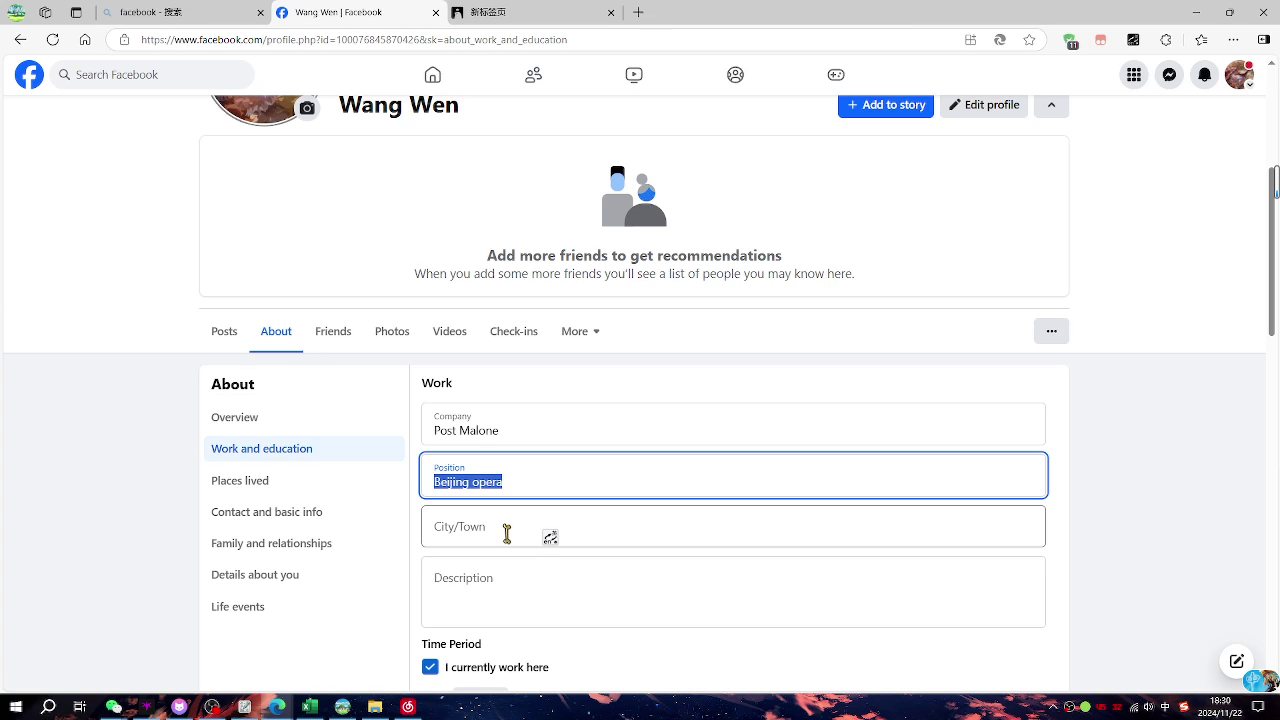 facebook - 搜索
Wang Wen | Facebook
新标签页
https://www.facebook.com/profile.php?id=100076845870426&sk=about_work_and_education
11
Search Facebook
Wang Wen
Add to story
Edit profile
Add more friends to get recommendations
When you add some more friends you'll see a list of people you may know here.
Posts
About
Friends
Photos
Videos
Check-ins
More
About
Overview
Work and education
Places lived
Contact and basic info
Family and relationships
Details about you
Life events
Work
Company
Post Malone
Position
Beijing opera
City/Town
Description
Time Period
I currently work here
中
18:30
2024/11/22